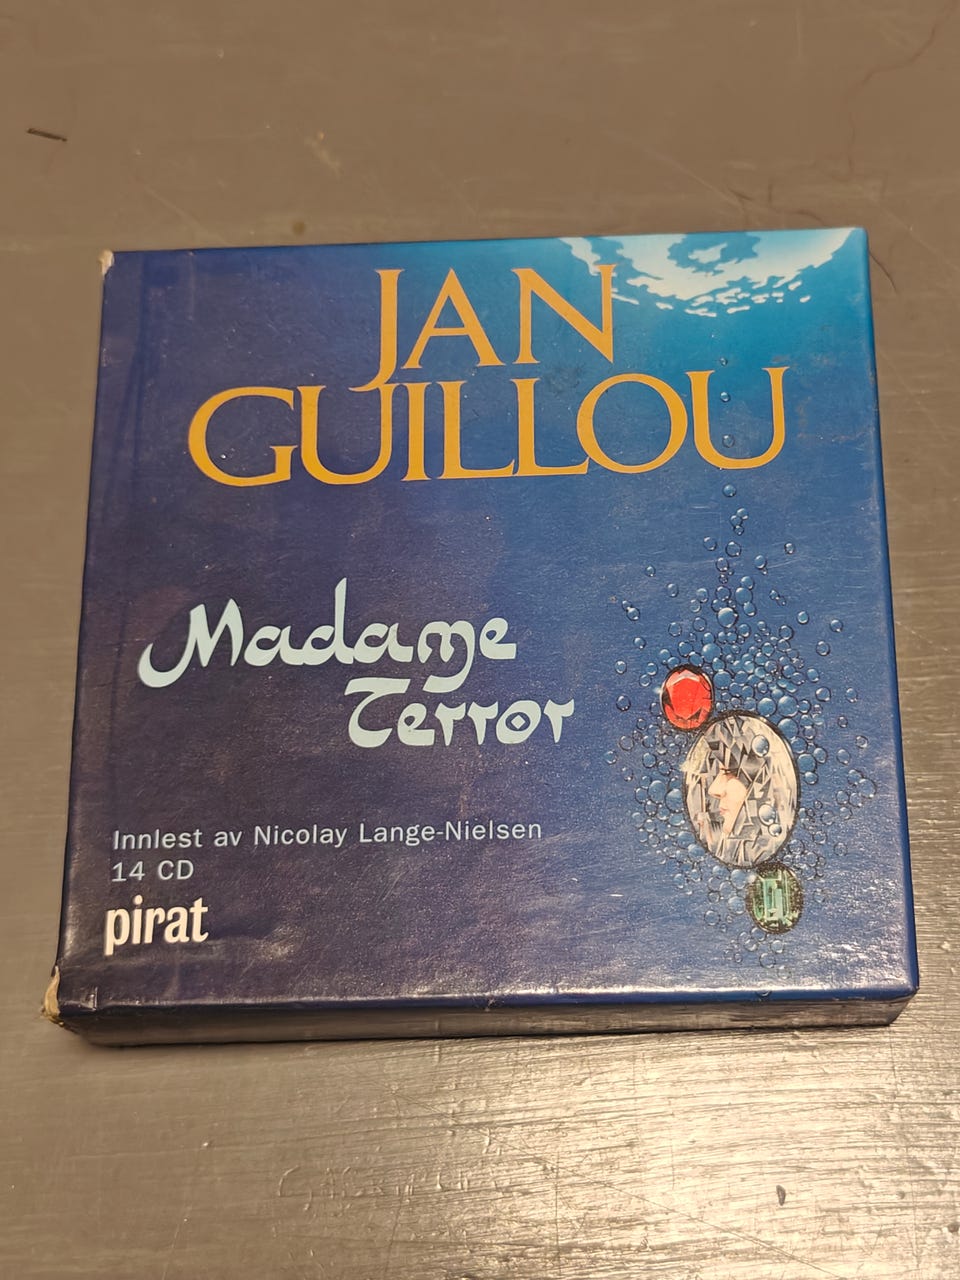 JAN
GUILLOU
Madame
Terror
Innlest av Nicolay Lange-Nielsen
14 CD
pirat